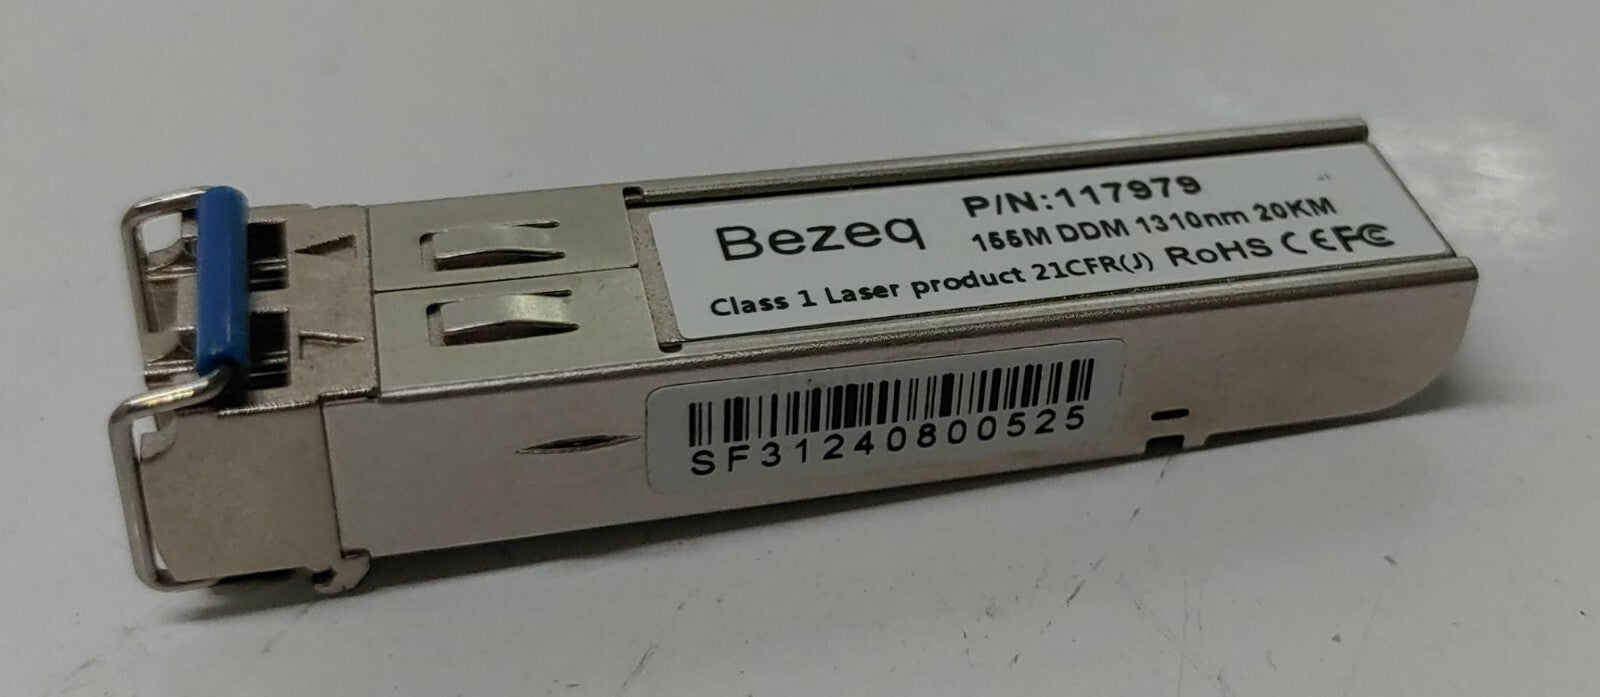 Bezeq
P/N:117979
155M DDM 1310nm 20KM
Class 1 Laser product 21CFR(J) RoHS CE FC
SF31240800525